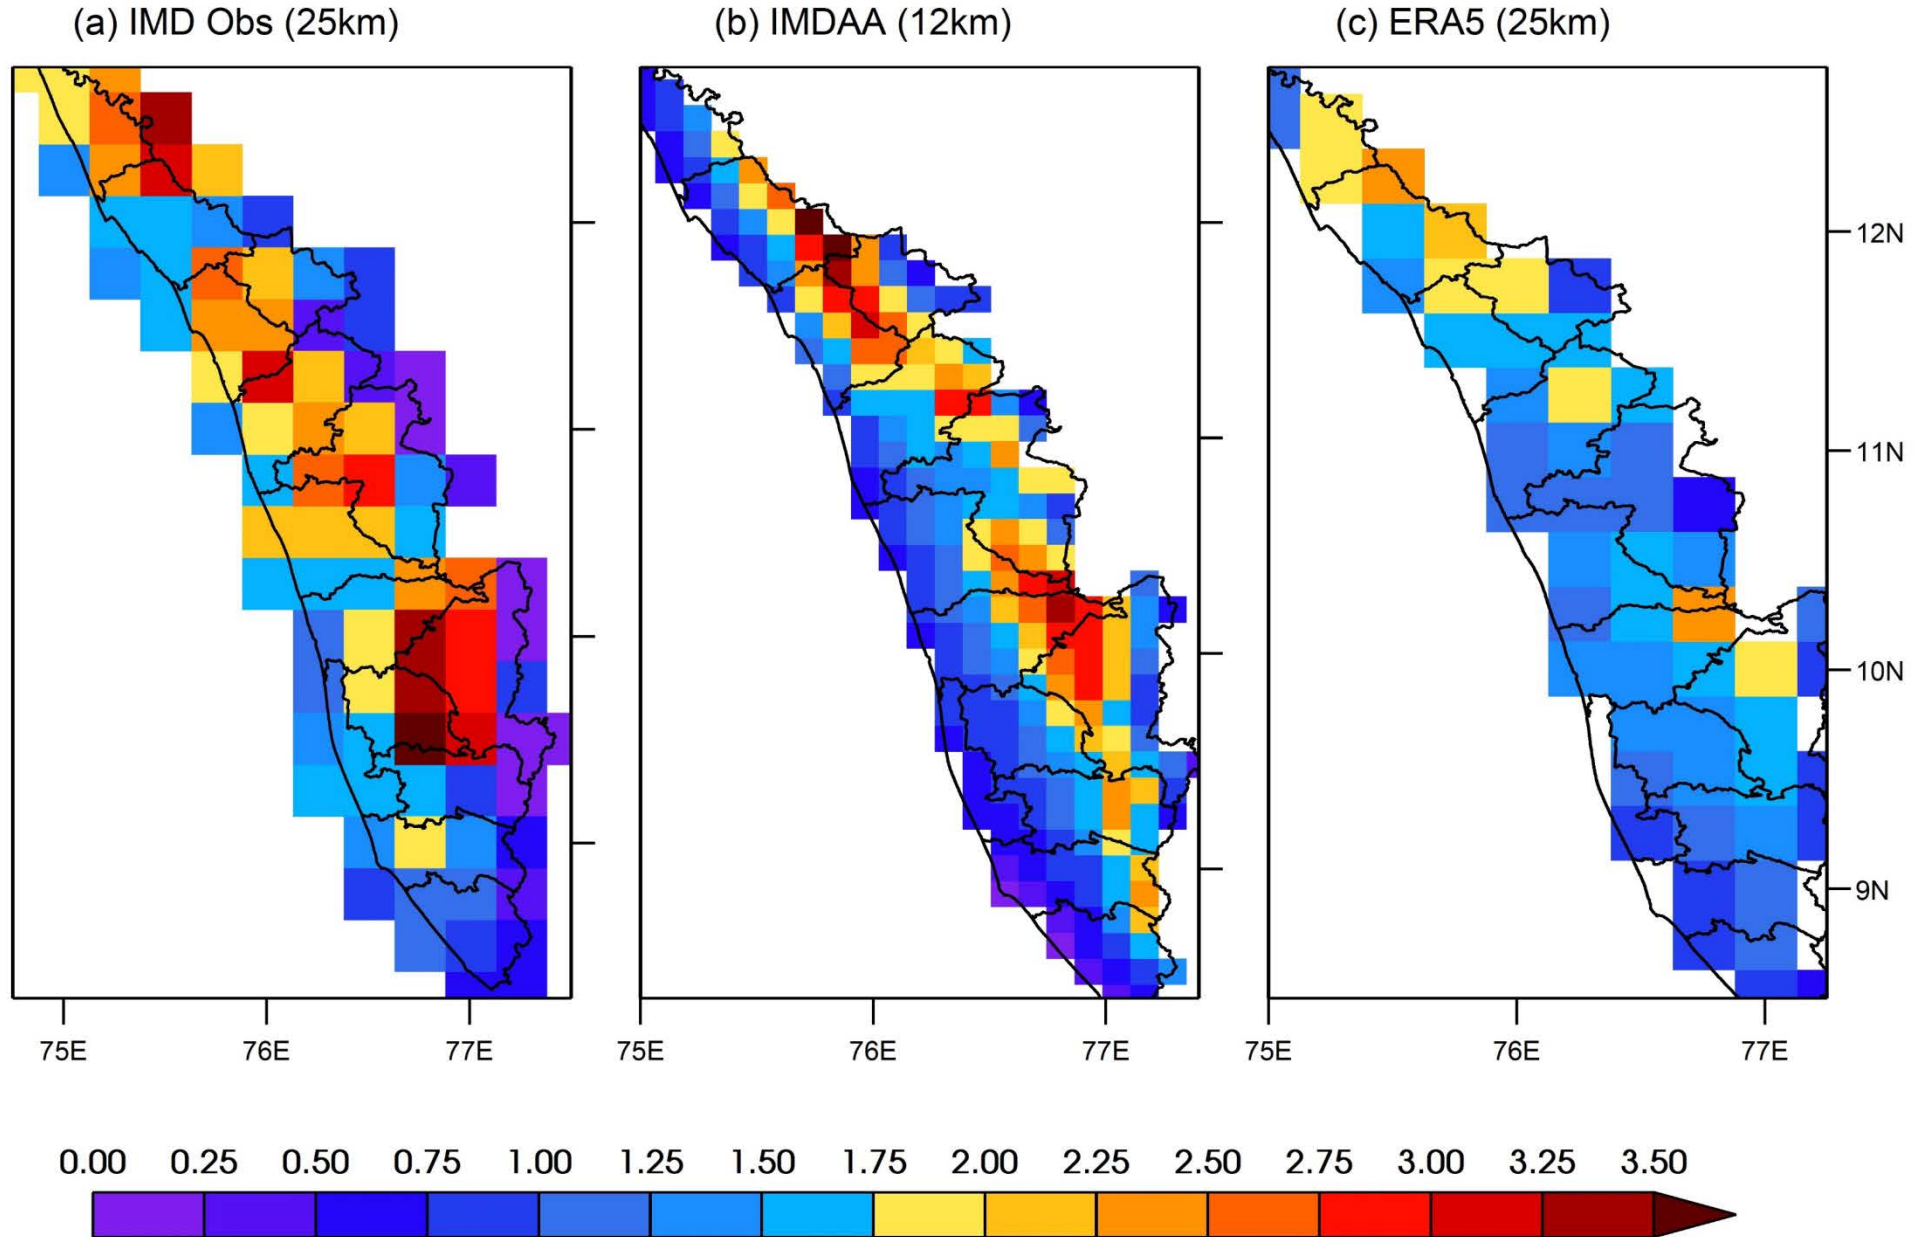 (a) IMD Obs (25km) (b) IMDAA (12km) (c) ERA5 (25km)
12N
11N
10N
9N
75E 76E 77E 75E 76E 77E 75E 76E 77E
0.00 0.25 0.50 0.75 1.00 1.25 1.50 1.75 2.00 2.25 2.50 2.75 3.00 3.25 3.50